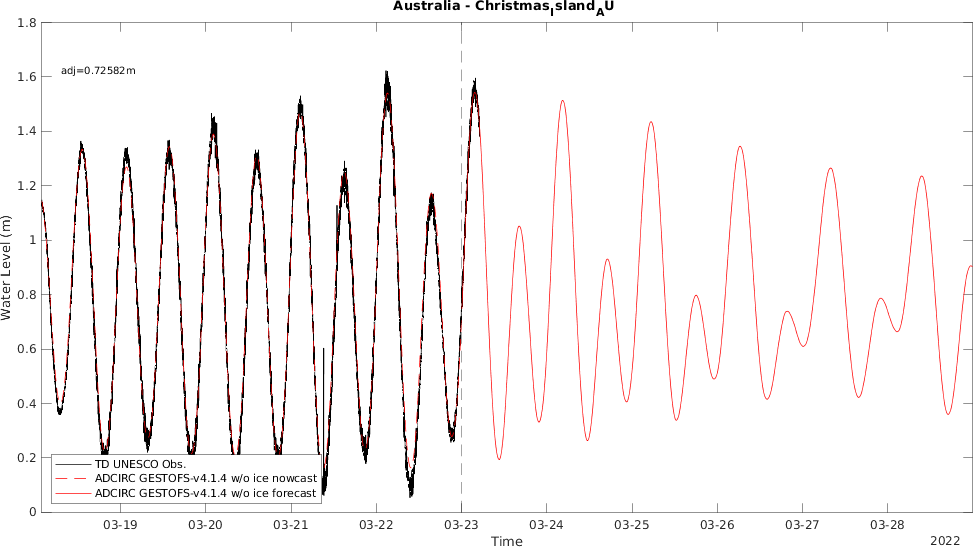 Australia - ChristmasIslandAU
1.8
adj=0.72582m
1.6
1.4
1.2
1
0.8
0.6
0.4
0.2
0
Water Level (m)
TD UNESCO Obs.
ADCIRC GESTOFS-v4.1.4 w/o ice nowcast
ADCIRC GESTOFS-v4.1.4 w/o ice forecast
03-19 03-20 03-21 03-22 03-23 03-24 03-25 03-26 03-27 03-28
Time
2022